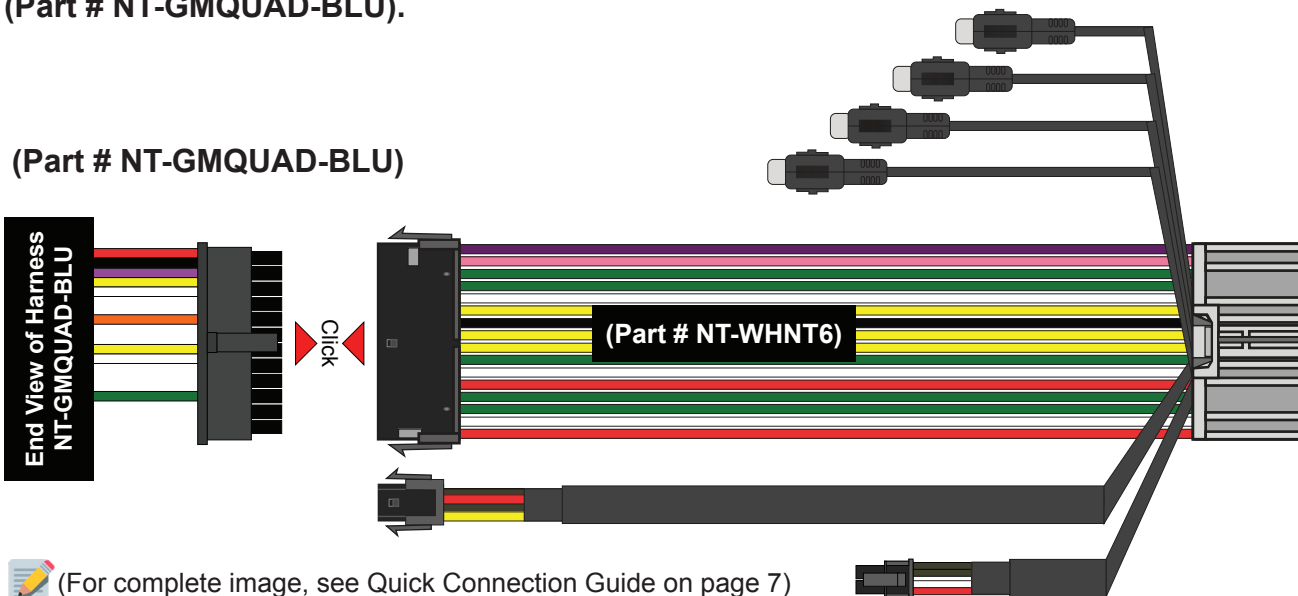 (Part # NT-GMQUAD-BLU).
(Part # NT-GMQUAD-BLU)
End View of Harness
NT-GMQUAD-BLU
Click
(Part # NT-WHNT6)
(For complete image, see Quick Connection Guide on page 7)